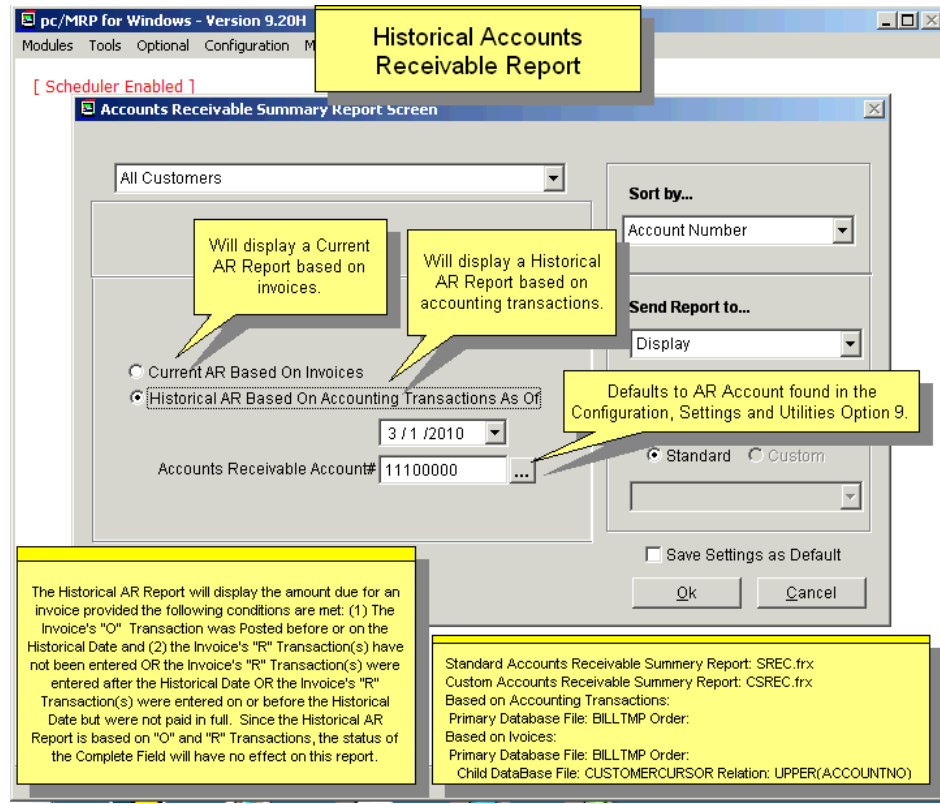 pc/MRP for Windows - Version 9.20H
Historical Accounts
Receivable Report
Modules Tools Optional Configuration M
[ Scheduler Enabled ]
Accounts Receivable Summary Report Screen
All Customers
Sort by...
Account Number
Will display a Current
AR Report based on
invoices.
Will display a Historical
AR Report based on
accounting transactions.
Send Report to...
Display
Current AR Based On Invoices
Historical AR Based On Accounting Transactions As Of
Defaults to AR Account found in the
Configuration, Settings and Utilities Option 9.
3 / 1 /2010
Accounts Receivable Account# 11100000 ...
Standard Custom
Save Settings as Default
Ok Cancel
The Historical AR Report will display the amount due for an
invoice provided the following conditions are met: (1) The
Invoice's "O" Transaction was Posted before or on the
Historical Date and (2) the Invoice's "R" Transaction(s) have
not been entered OR the Invoice's "R" Transaction(s) were
entered after the Historical Date OR the Invoice's "R"
Transaction(s) were entered on or before the Historical
Date but were not paid in full. Since the Historical AR
Report is based on "O" and "R" Transactions, the status of
the Complete Field will have no effect on this report.
Standard Accounts Receivable Summery Report: SREC.frx
Custom Accounts Receivable Summery Report: CSREC.frx
Based on Accounting Transactions:
Primary Database File: BILLTMP Order:
Based on Ivoices:
Primary Database File: BILLTMP Order:
Child DataBase File: CUSTOMERCURSOR Relation: UPPER(ACCOUNTNO)